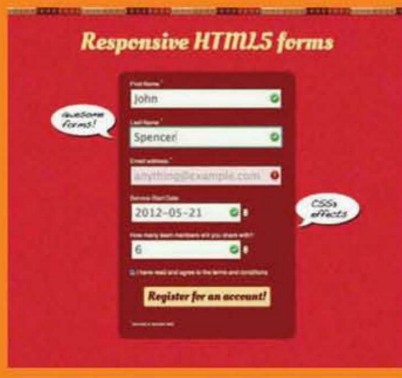 Responsive HTML5 forms
First Name *
John
awesome
forms!
Last Name *
Spencer
Email address *
anything@example.com
Service Start Date
2012-05-21
CSS3
effects
How many team members will you share with?
6
I have read and agree to the terms and conditions
Register for an account!